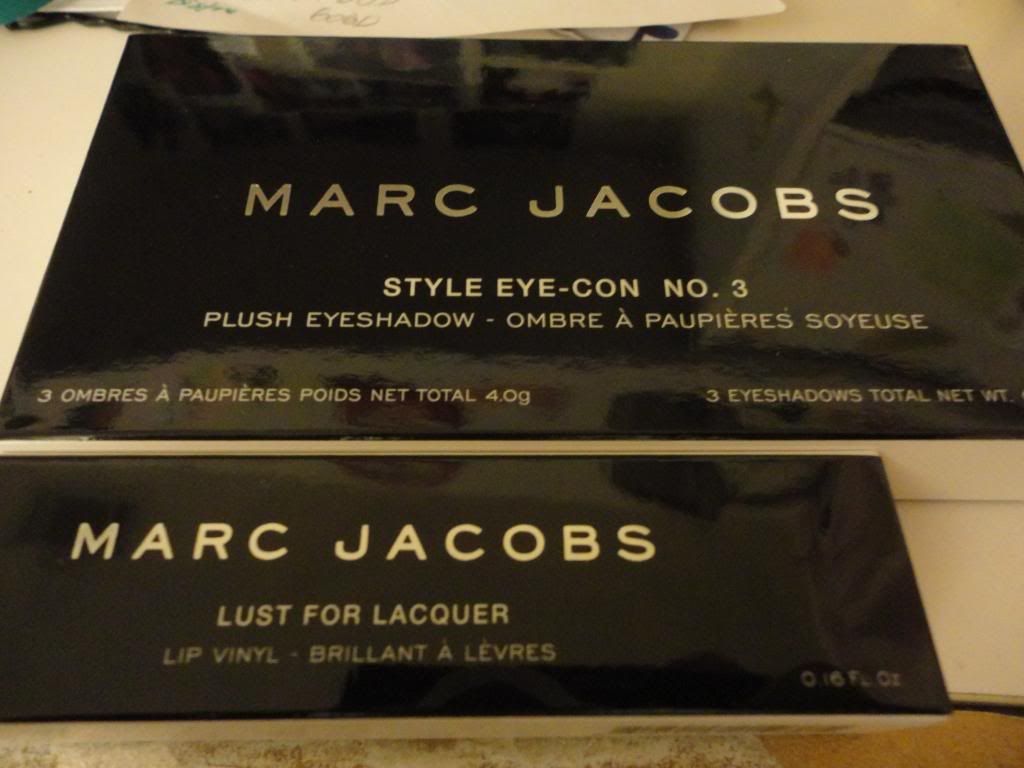 GOOD
MARC JACOBS
STYLE EYE-CON NO. 3
PLUSH EYESHADOW - OMBRE À PAUPIÈRES SOYEUSE
3 OMBRES À PAUPIÈRES POIDS NET TOTAL 4.0g
3 EYESHADOWS TOTAL NET WT.
MARC JACOBS
LUST FOR LACQUER
LIP VINYL - BRILLANT À LÈVRES
0.16 FL. OZ